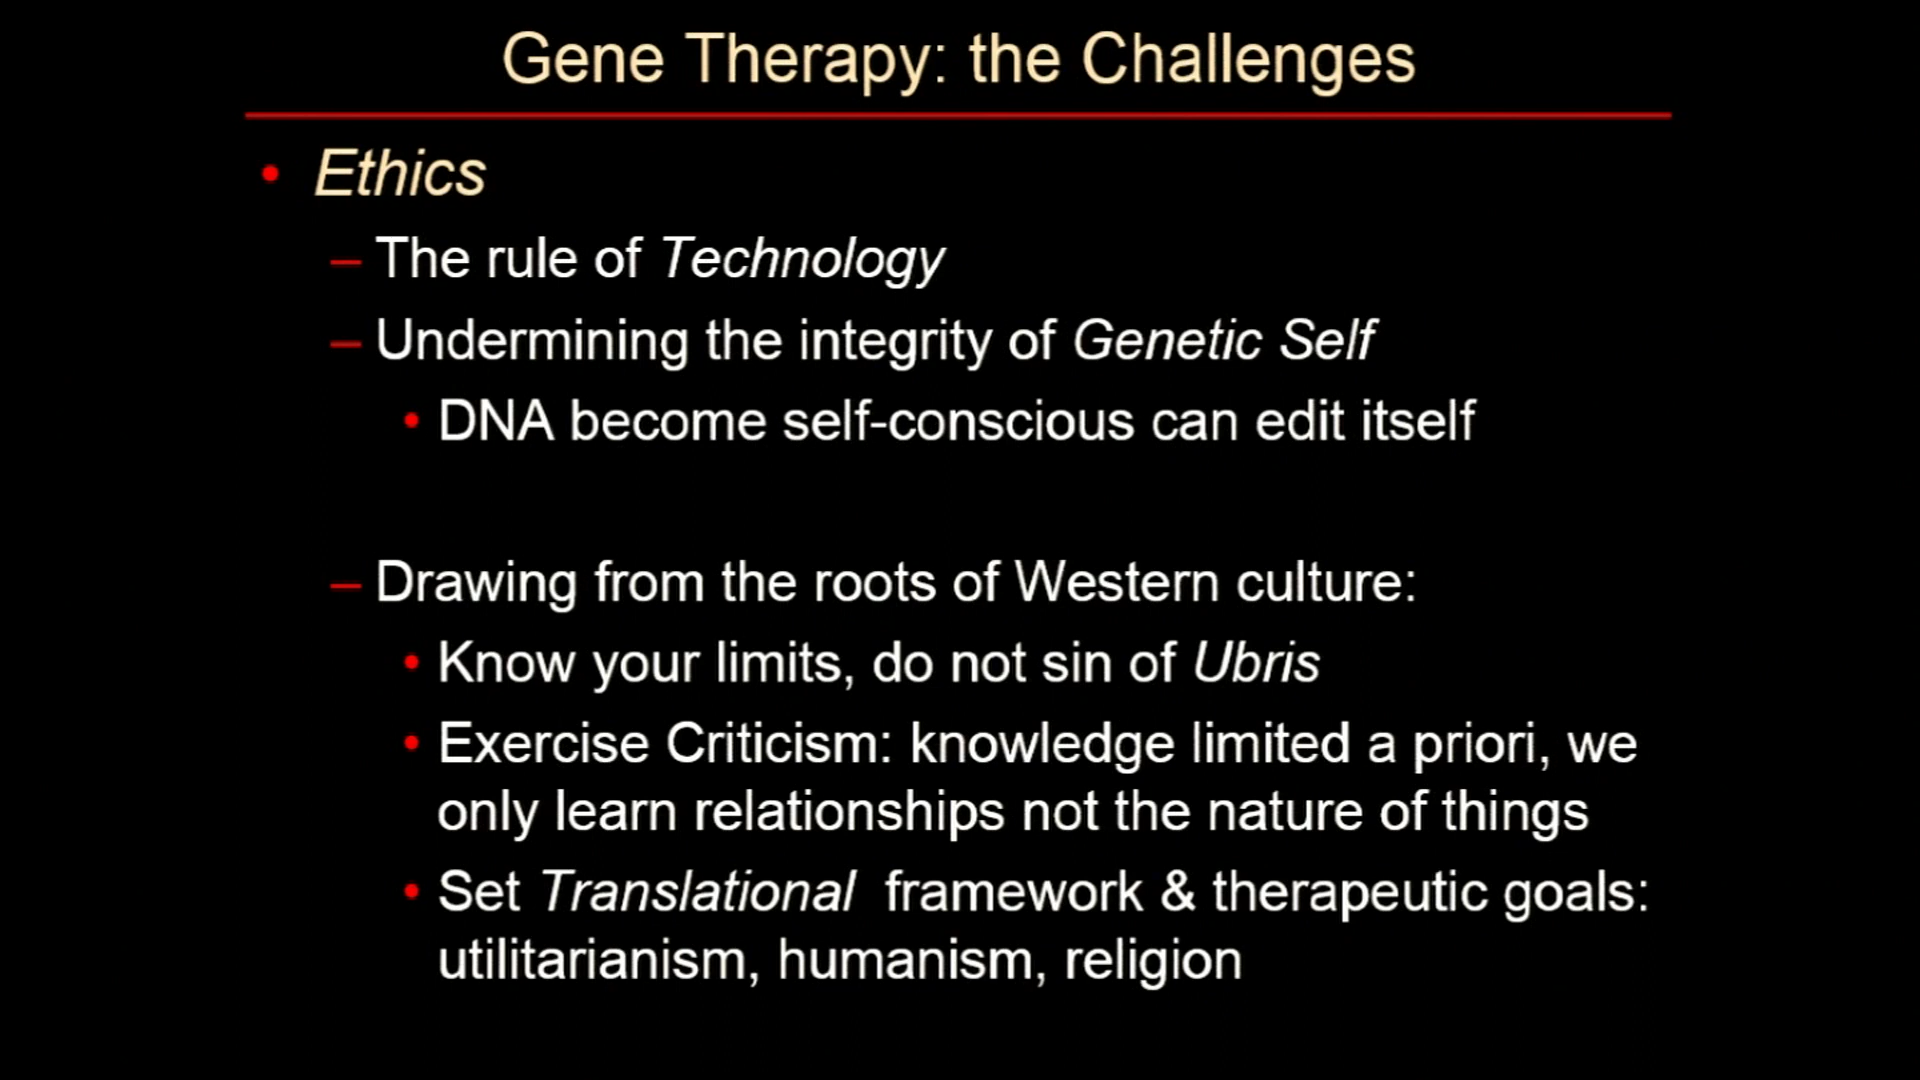 Gene Therapy: the Challenges
• Ethics
– The rule of Technology
– Undermining the integrity of Genetic Self
• DNA become self-conscious can edit itself
– Drawing from the roots of Western culture:
• Know your limits, do not sin of Ubris
• Exercise Criticism: knowledge limited a priori, we
only learn relationships not the nature of things
• Set Translational framework & therapeutic goals:
utilitarianism, humanism, religion